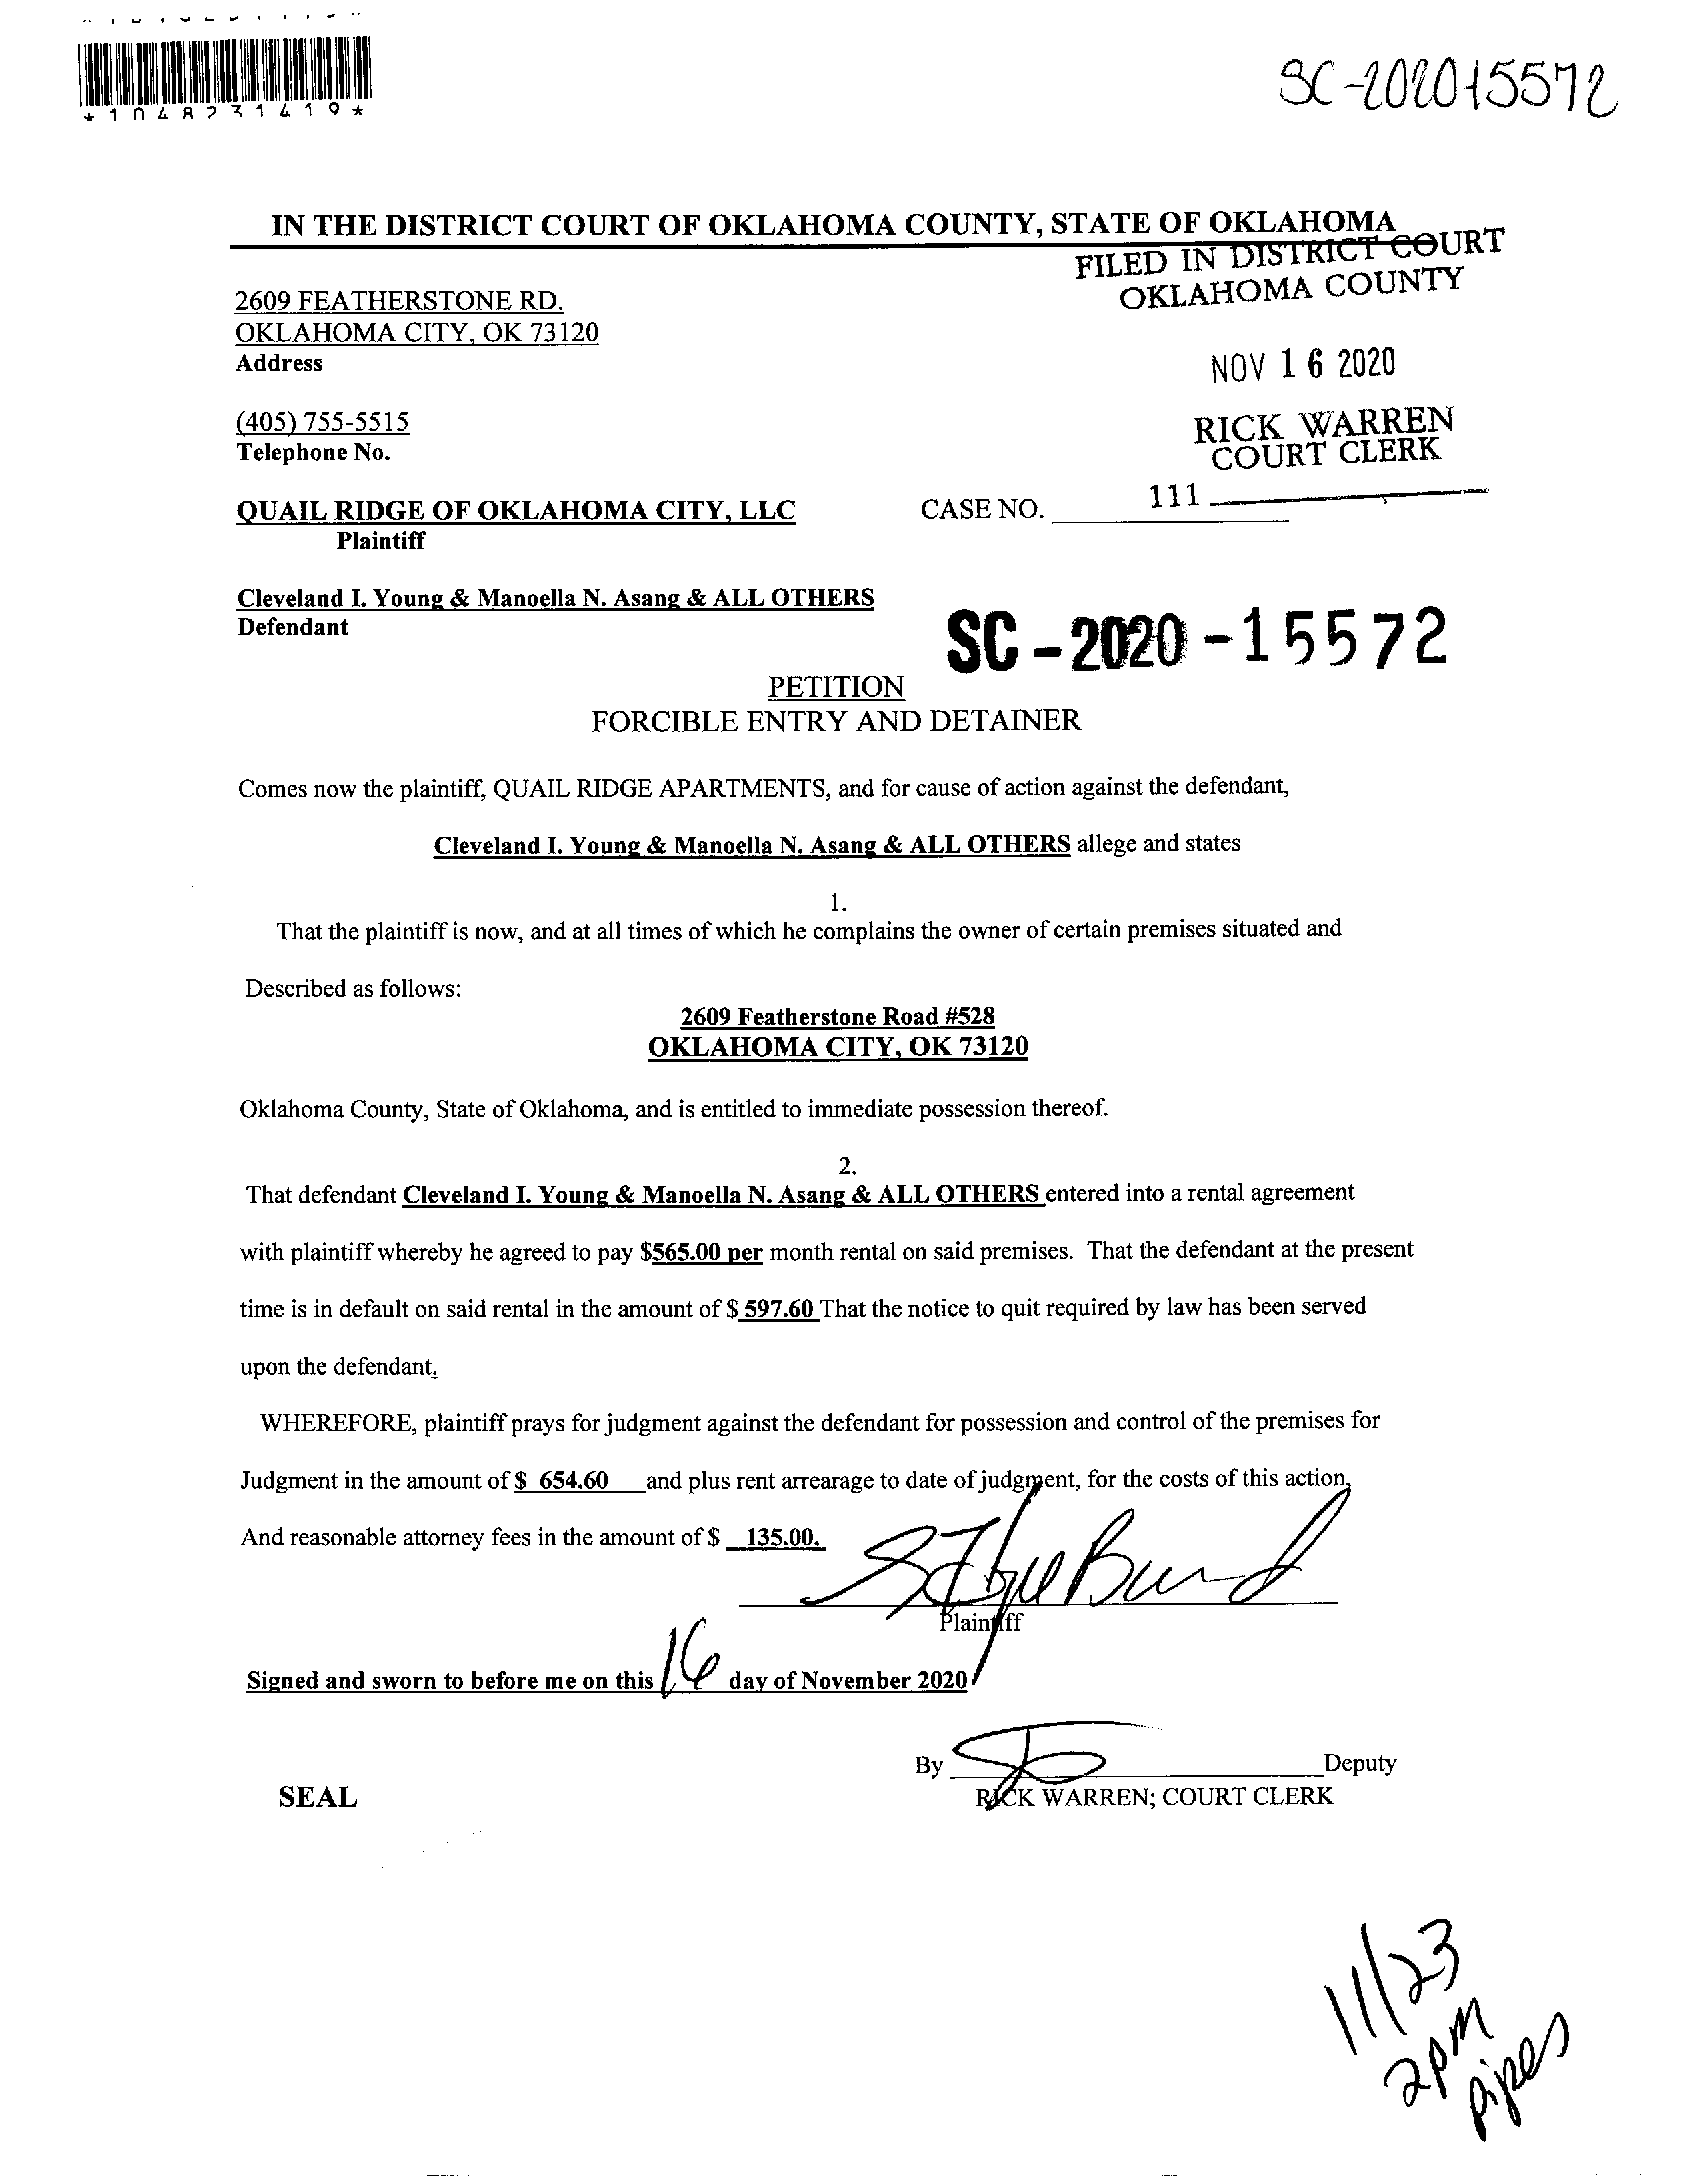 *1048231419*
SC-202015572
IN THE DISTRICT COURT OF OKLAHOMA COUNTY, STATE OF OKLAHOMA
FILED IN DISTRICT COURT
OKLAHOMA COUNTY
2609 FEATHERSTONE RD.
OKLAHOMA CITY, OK 73120
Address
NOV 16 2020
(405) 755-5515
Telephone No.
RICK WARREN
COURT CLERK
QUAIL RIDGE OF OKLAHOMA CITY, LLC
CASE NO. 111
Plaintiff
Cleveland I. Young & Manoella N. Asang & ALL OTHERS
Defendant
SC-2020-15572
PETITION
FORCIBLE ENTRY AND DETAINER
Comes now the plaintiff, QUAIL RIDGE APARTMENTS, and for cause of action against the defendant,
Cleveland I. Young & Manoella N. Asang & ALL OTHERS allege and states
1.
That the plaintiff is now, and at all times of which he complains the owner of certain premises situated and
Described as follows:
2609 Featherstone Road #528
OKLAHOMA CITY, OK 73120
Oklahoma County, State of Oklahoma, and is entitled to immediate possession thereof.
2.
That defendant Cleveland I. Young & Manoella N. Asang & ALL OTHERS entered into a rental agreement
with plaintiff whereby he agreed to pay $565.00 per month rental on said premises. That the defendant at the present
time is in default on said rental in the amount of $ 597.60 That the notice to quit required by law has been served
upon the defendant.
WHEREFORE, plaintiff prays for judgment against the defendant for possession and control of the premises for
Judgment in the amount of $ 654.60 and plus rent arrearage to date of judgment, for the costs of this action,
And reasonable attorney fees in the amount of $ 135.00.
Plaintiff
Signed and sworn to before me on this 16 day of November 2020
By Deputy
RICK WARREN; COURT CLERK
SEAL
11/23
2pm
Pipes